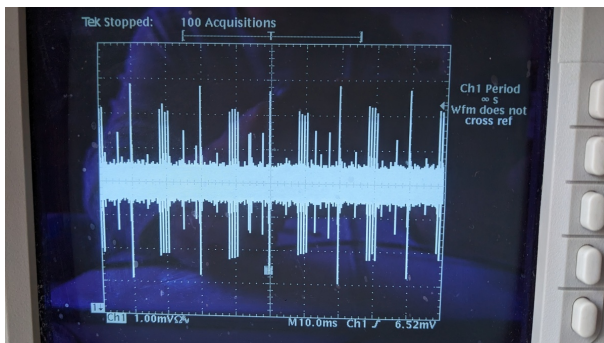 Tek Stopped: 100 Acquisitions
T
Ch1 Period
∞ s
Wfm does not
cross ref
1
Ch1 1.00mVΩ
M10.0ms Ch1 ƒ 6.52mV